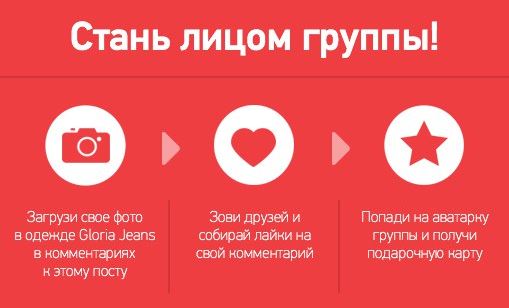 Стань лицом группы!
Загрузи свое фото
в одежде Gloria Jeans
в комментариях
к этому посту
Зови друзей и
собирай лайки на
свой комментарий
Попади на аватарку
группы и получи
подарочную карту